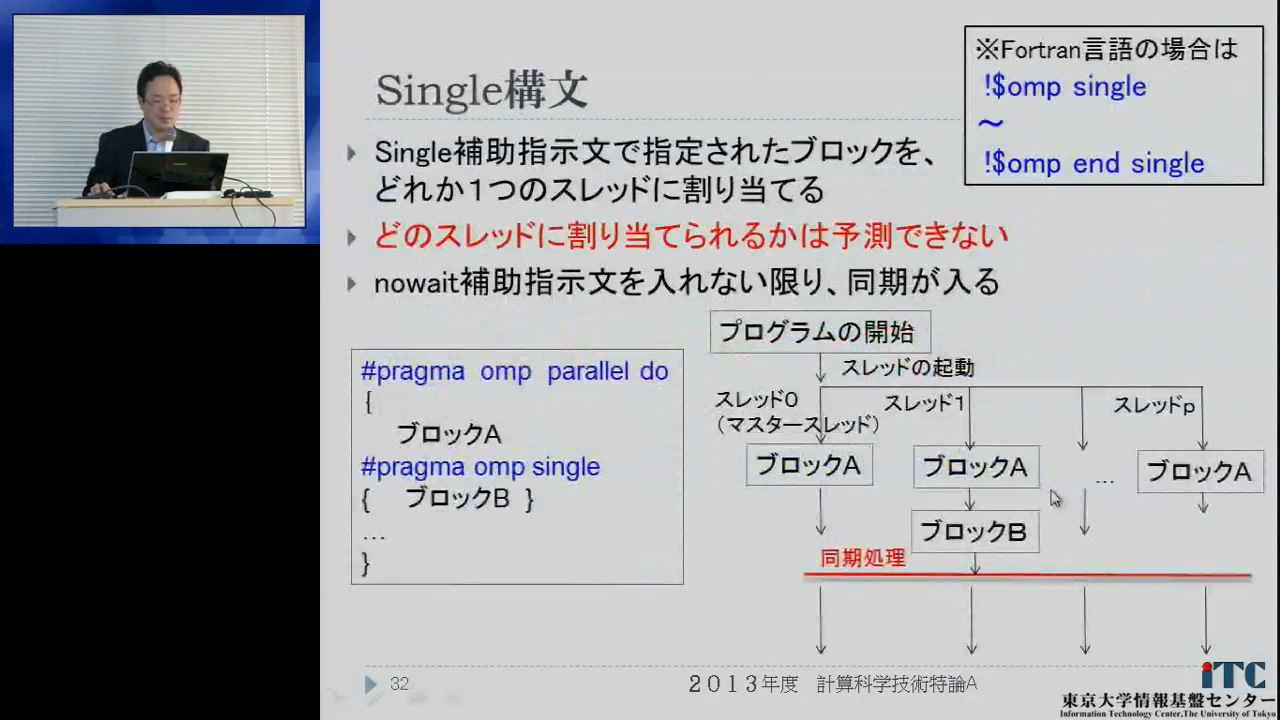 ※Fortran言語の場合は
!$omp single
～
!$omp end single
Single構文
Single補助指示文で指定されたブロックを、
どれか１つのスレッドに割り当てる
どのスレッドに割り当てられるかは予測できない
nowait補助指示文を入れない限り、同期が入る
#pragma omp parallel do
{
ブロックA
#pragma omp single
{ ブロックB }
…
}
プログラムの開始
スレッドの起動
スレッド0
（マスタースレッド）
スレッド1
スレッドp
ブロックA
ブロックA
…
ブロックA
ブロックB
同期処理
32
２０１３年度 計算科学技術特論A
iTC
東京大学情報基盤センター
Information Technology Center,The University of Tokyo